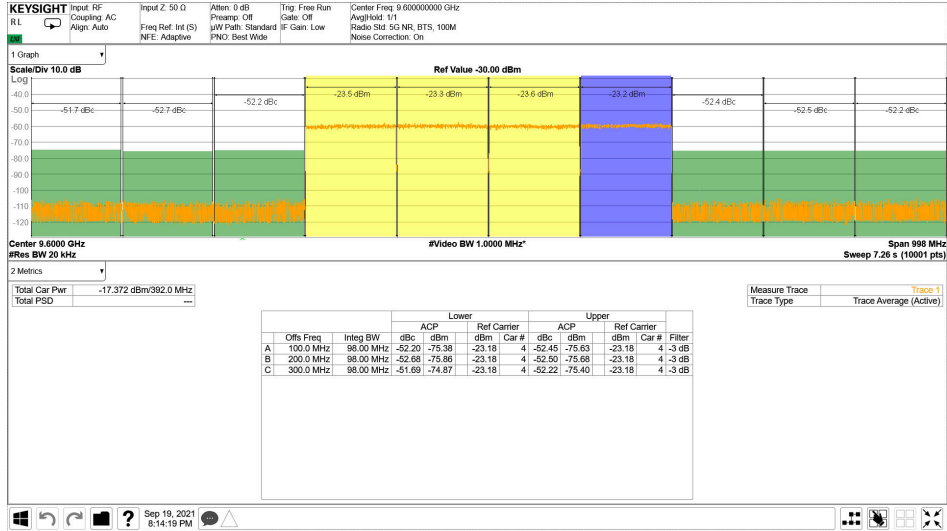 KEYSIGHT Input: RF Input Z: 50 Ω Atten: 0 dB Trig: Free Run Center Freq: 9.600000000 GHz
RL Coupling: AC Preamp: Off Gate: Off Avg|Hold: 1/1
Align: Auto Freq Ref: Int (S) µW Path: Standard IF Gain: Low Radio Std: 5G NR, BTS, 100M
NFE: Adaptive PNO: Best Wide Noise Correction: On
1 Graph
Scale/Div 10.0 dB Ref Value -30.00 dBm
Log
-40.0
-50.0
-60.0
-70.0
-80.0
-90.0
-100
-110
-120
-51.7 dBc -52.7 dBc -52.2 dBc -23.5 dBm -23.3 dBm -23.6 dBm -23.2 dBm -52.4 dBc -52.5 dBc -52.2 dBc
Center 9.6000 GHz #Video BW 1.0000 MHz* Span 998 MHz
#Res BW 20 kHz Sweep 7.26 s (10001 pts)
2 Metrics
Total Car Pwr -17.372 dBm/392.0 MHz
Total PSD ---
Measure Trace Trace 1
Trace Type Trace Average (Active)
Lower Upper
ACP Ref Carrier ACP Ref Carrier
Offs Freq Integ BW dBc dBm dBm Car # dBc dBm dBm Car # Filter
A 100.0 MHz 98.00 MHz -52.20 -75.38 -23.18 4 -52.45 -75.63 -23.18 4 -3 dB
B 200.0 MHz 98.00 MHz -52.68 -75.86 -23.18 4 -52.50 -75.68 -23.18 4 -3 dB
C 300.0 MHz 98.00 MHz -51.69 -74.87 -23.18 4 -52.22 -75.40 -23.18 4 -3 dB
? Sep 19, 2021
8:14:19 PM